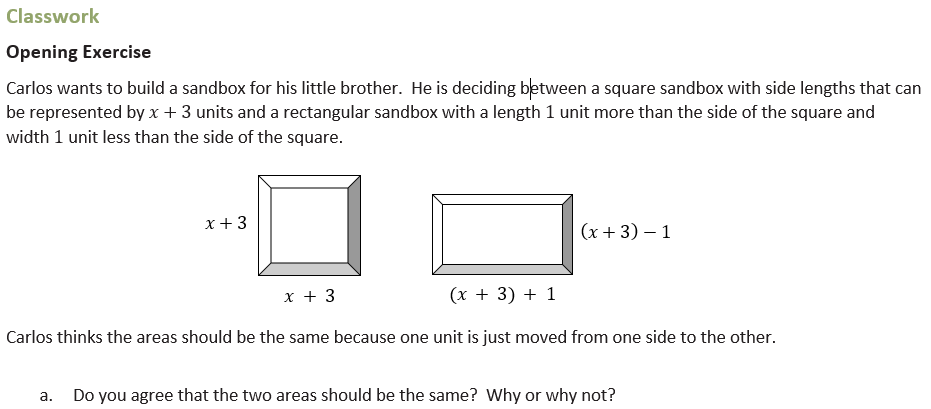 Classwork
Opening Exercise
Carlos wants to build a sandbox for his little brother.  He is deciding between a square sandbox with side lengths that can
be represented by x + 3 units and a rectangular sandbox with a length 1 unit more than the side of the square and
width 1 unit less than the side of the square.
x + 3
(x + 3) – 1
x + 3
(x + 3) + 1
Carlos thinks the areas should be the same because one unit is just moved from one side to the other.
a. Do you agree that the two areas should be the same?  Why or why not?